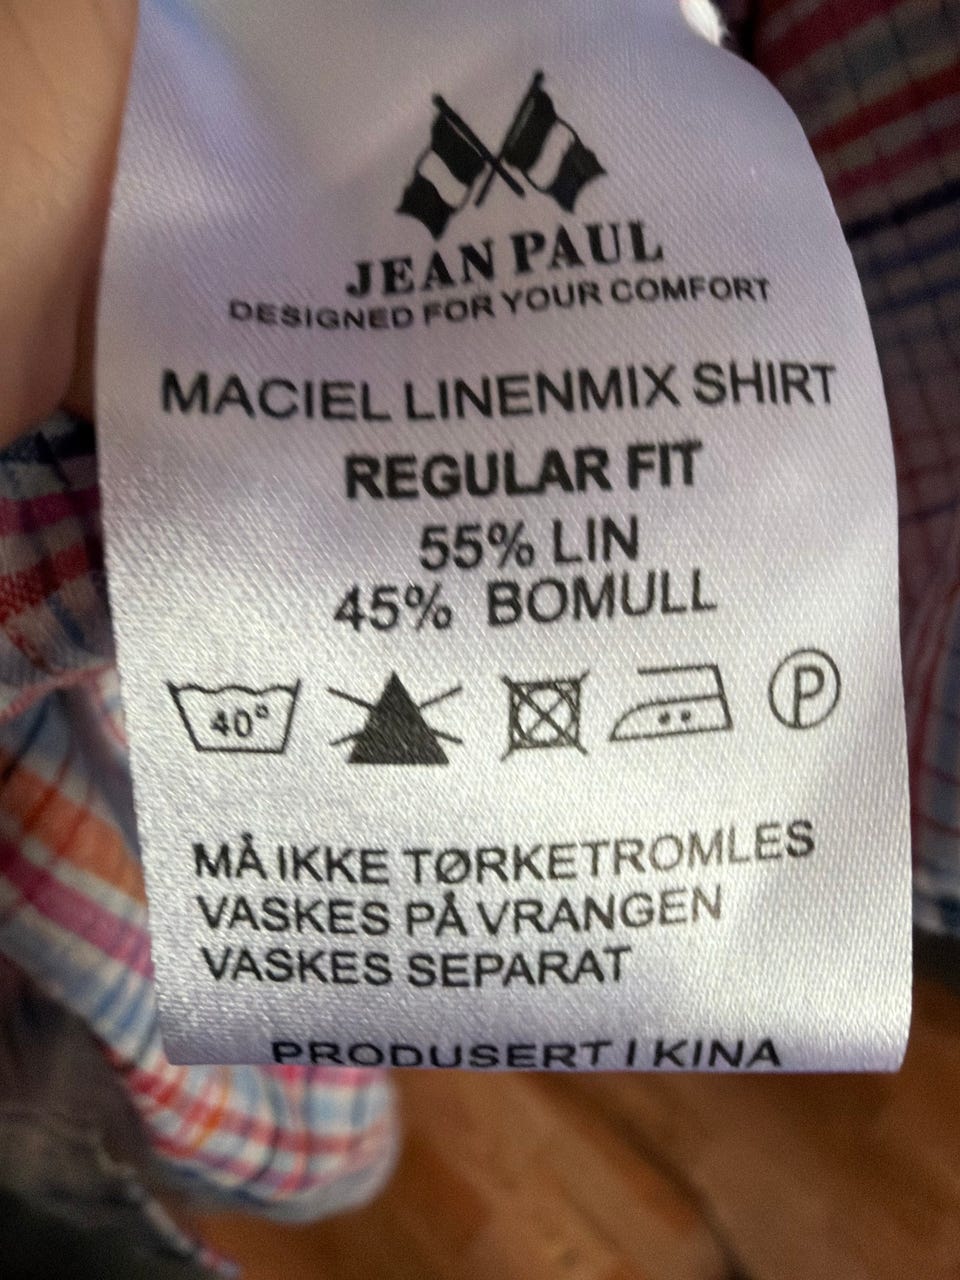 JEAN PAUL
DESIGNED FOR YOUR COMFORT
MACIEL LINENMIX SHIRT
REGULAR FIT
55% LIN
45% BOMULL
40°
P
MÅ IKKE TØRKETROMLES
VASKES PÅ VRANGEN
VASKES SEPARAT
PRODUSERT I KINA